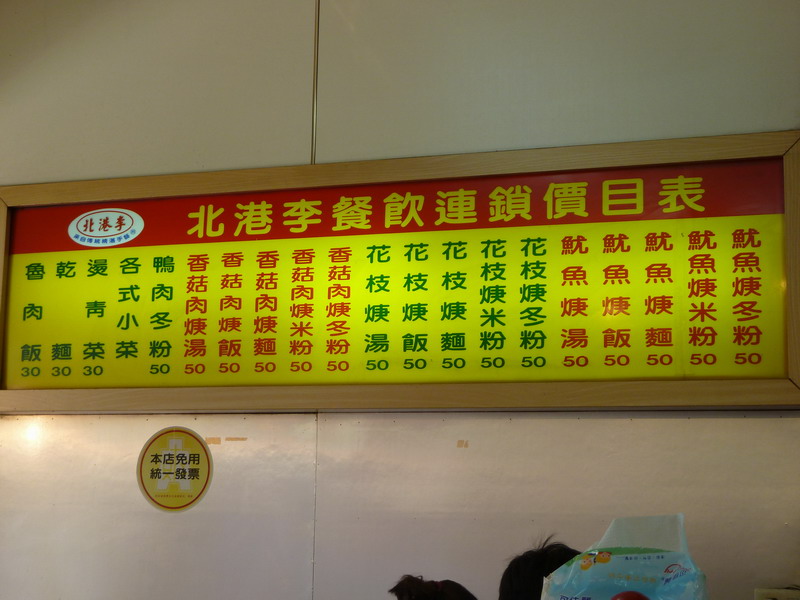 北港李餐飲連鎖價目表
北港李
魷魚焿冬粉 50
魷魚焿米粉 50
魷魚焿麵 50
魷魚焿飯 50
魷魚焿湯 50
花枝焿冬粉 50
花枝焿米粉 50
花枝焿麵 50
花枝焿飯 50
花枝焿湯 50
香菇肉焿冬粉 50
香菇肉焿米粉 50
香菇肉焿麵 50
香菇肉焿飯 50
香菇肉焿湯 50
鴨肉冬粉 50
各式小菜
燙青菜 30
乾麵 30
魯肉飯 30
本店免用
統一發票